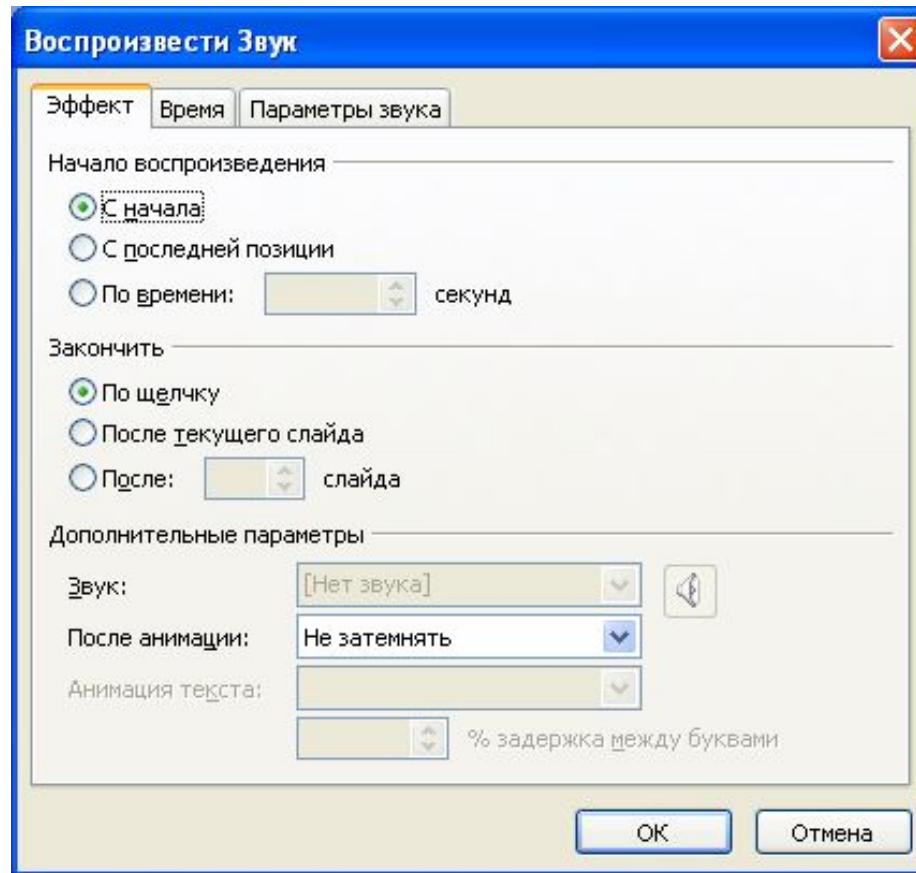 Воспроизвести Звук
Эффект Время Параметры звука
Начало воспроизведения
С начала
С последней позиции
По времени: секунд
Закончить
По щелчку
После текущего слайда
После: слайда
Дополнительные параметры
Звук: [Нет звука]
После анимации: Не затемнять
Анимация текста:
% задержка между буквами
ОК Отмена